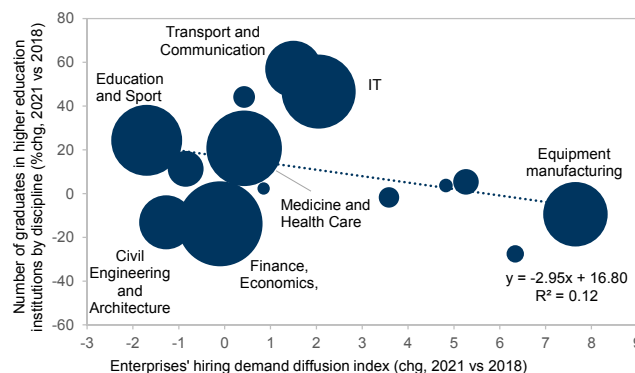 Number of graduates in higher education
institutions by discipline (%chg, 2021 vs 2018)
80
60
40
20
0
-20
-40
-60
Transport and
Communication
IT
Education
and Sport
Equipment
manufacturing
Medicine and
Health Care
Civil
Engineering
and
Architecture
Finance,
Economics,
y = -2.95x + 16.80
R² = 0.12
-3 -2 -1 0 1 2 3 4 5 6 7 8 9
Enterprises' hiring demand diffusion index (chg, 2021 vs 2018)